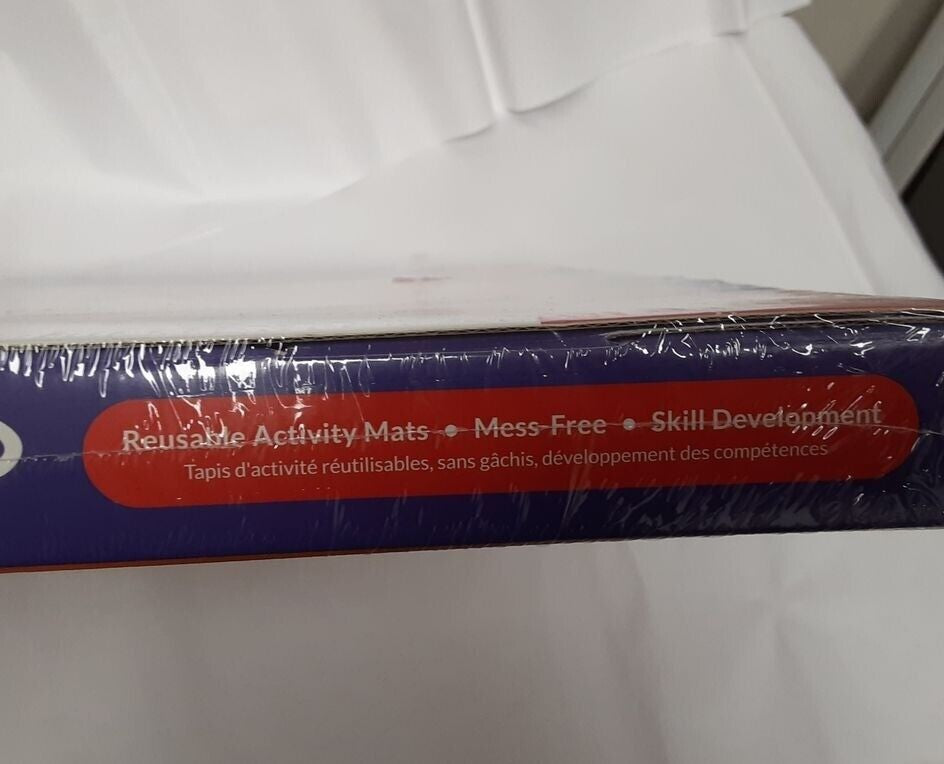 Reusable Activity Mats • Mess-Free • Skill Development
Tapis d'activité réutilisables, sans gâchis, développement des compétences